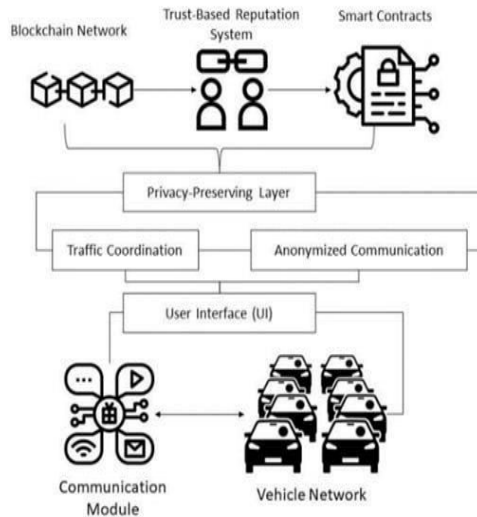 Blockchain Network
Trust-Based Reputation
System
Smart Contracts
Privacy-Preserving Layer
Traffic Coordination
Anonymized Communication
User Interface (UI)
Communication
Module
Vehicle Network